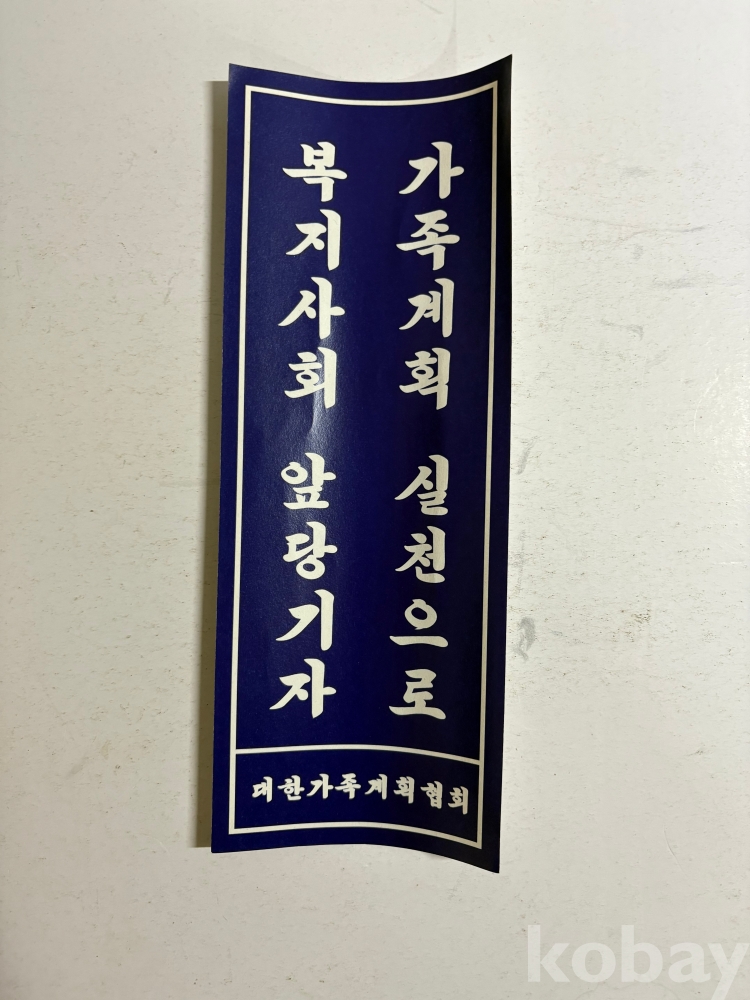 가족계획 실천으로
복지사회 앞당기자
대한가족계획협회
kobay